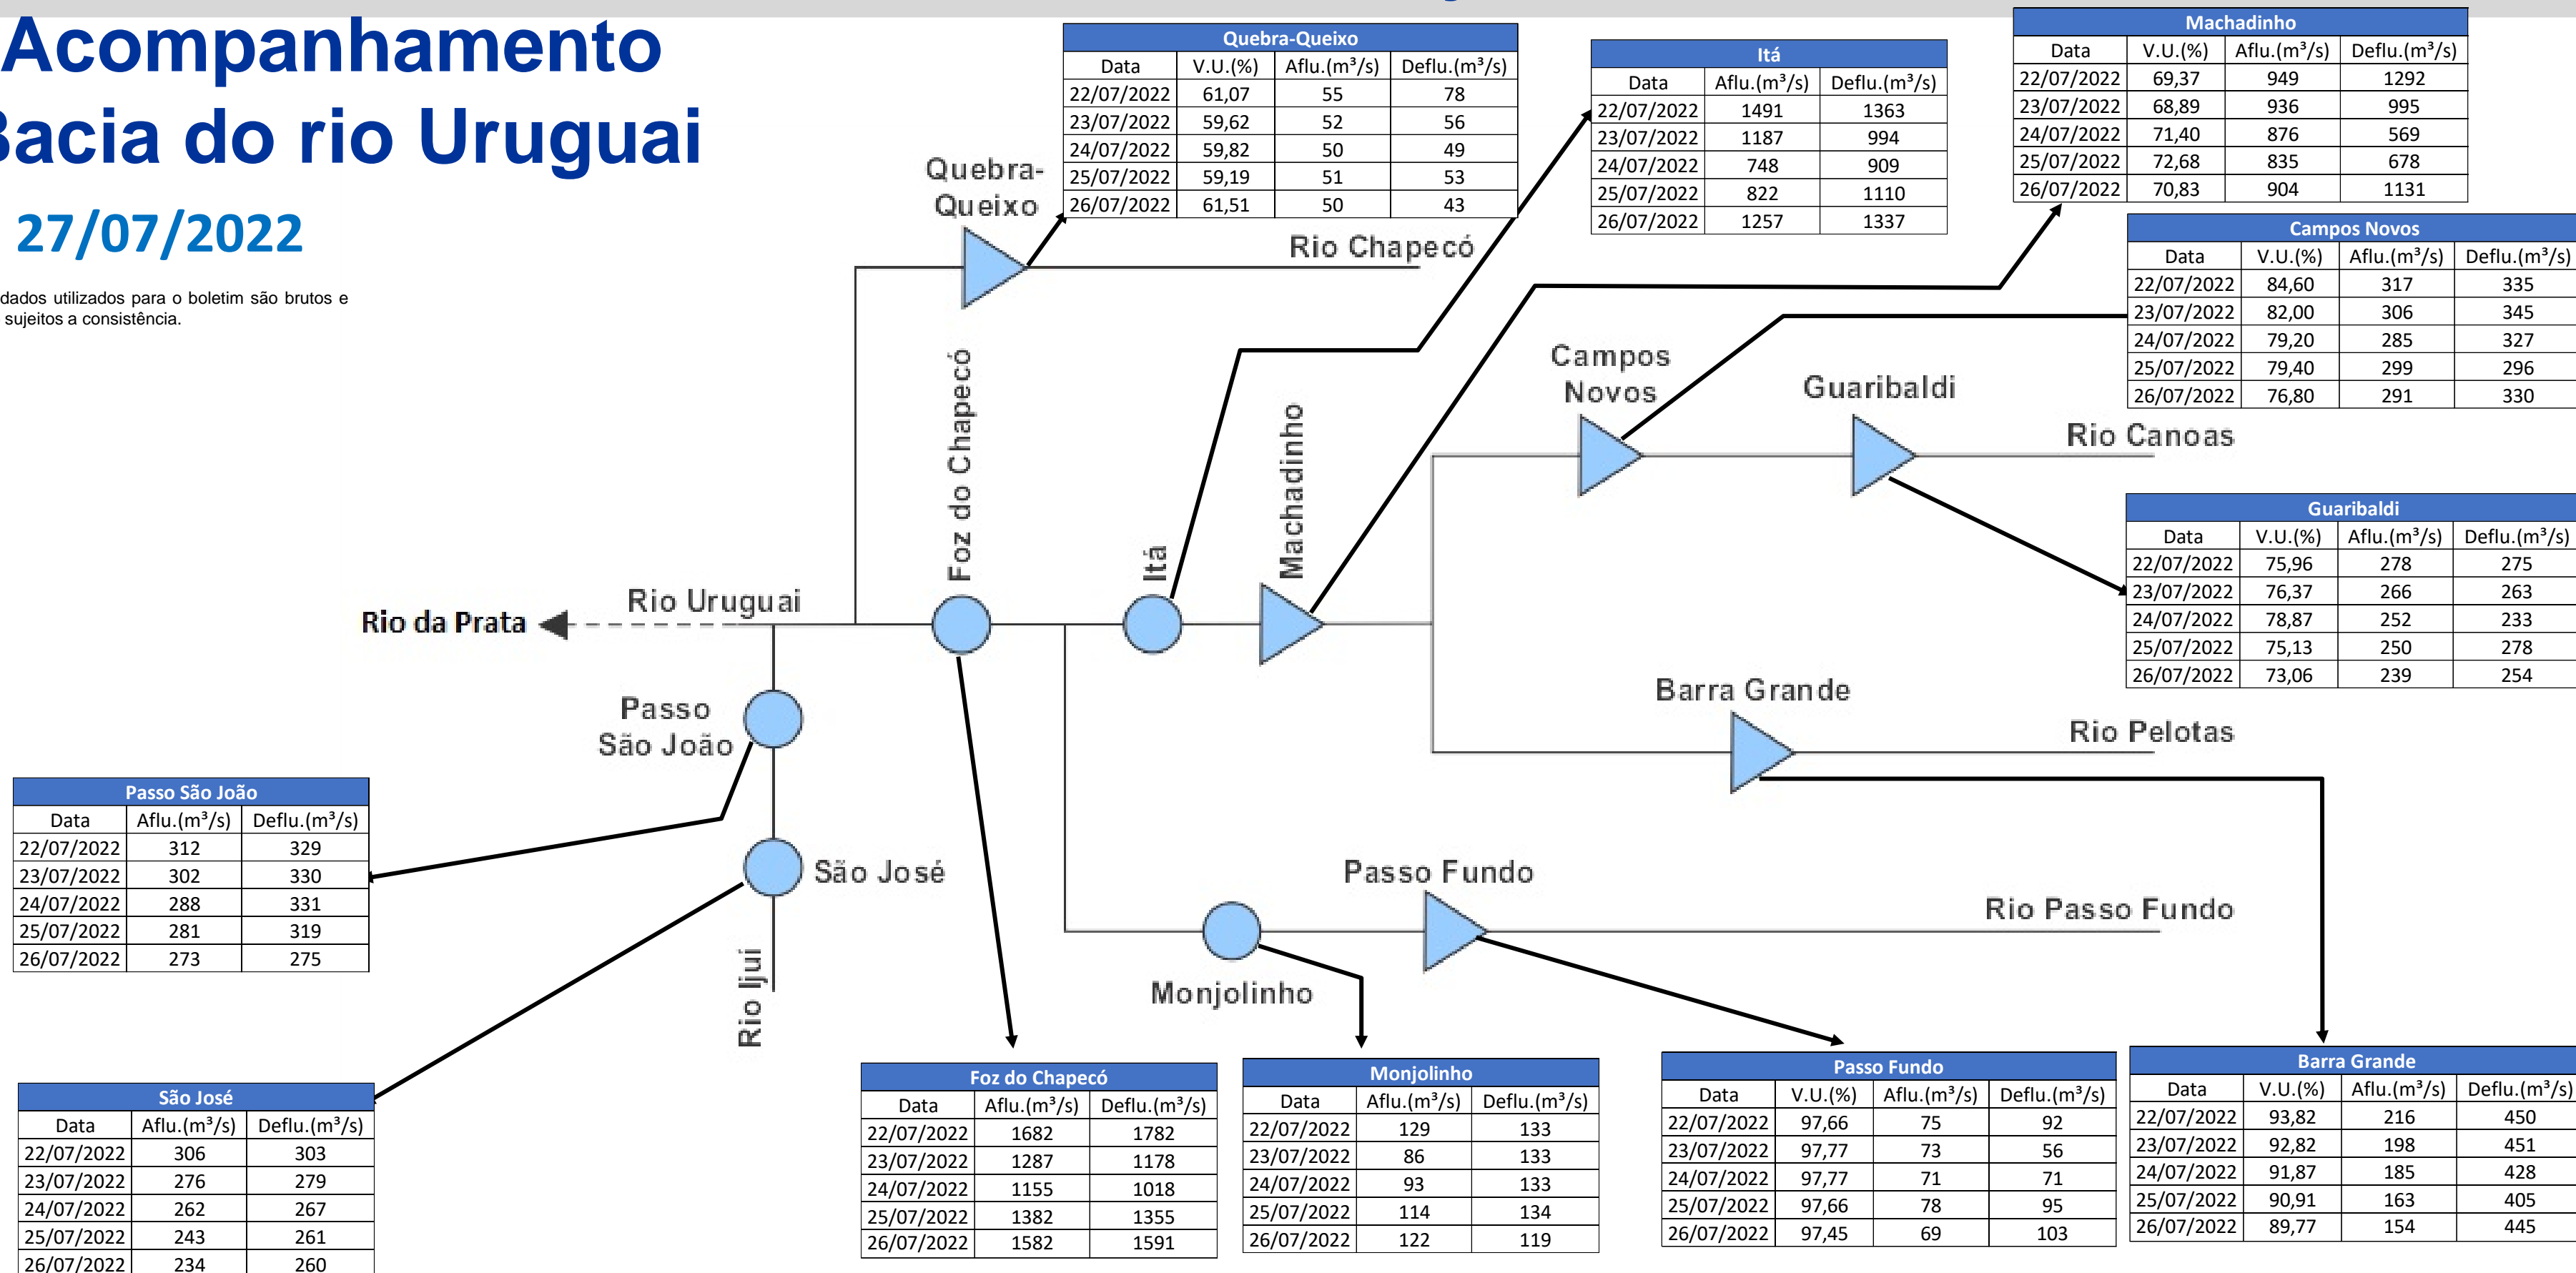 Acompanhamento
Bacia do rio Uruguai
27/07/2022
dados utilizados para o boletim são brutos e
sujeitos a consistência.
Quebra-Queixo
Data V.U.(%) Aflu.(m³/s) Deflu.(m³/s)
22/07/2022 61,07 55 78
23/07/2022 59,62 52 56
24/07/2022 59,82 50 49
25/07/2022 59,19 51 53
26/07/2022 61,51 50 43
Itá
Data Aflu.(m³/s) Deflu.(m³/s)
22/07/2022 1491 1363
23/07/2022 1187 994
24/07/2022 748 909
25/07/2022 822 1110
26/07/2022 1257 1337
Machadinho
Data V.U.(%) Aflu.(m³/s) Deflu.(m³/s)
22/07/2022 69,37 949 1292
23/07/2022 68,89 936 995
24/07/2022 71,40 876 569
25/07/2022 72,68 835 678
26/07/2022 70,83 904 1131
Campos Novos
Data V.U.(%) Aflu.(m³/s) Deflu.(m³/s)
22/07/2022 84,60 317 335
23/07/2022 82,00 306 345
24/07/2022 79,20 285 327
25/07/2022 79,40 299 296
26/07/2022 76,80 291 330
Guaribaldi
Data V.U.(%) Aflu.(m³/s) Deflu.(m³/s)
22/07/2022 75,96 278 275
23/07/2022 76,37 266 263
24/07/2022 78,87 252 233
25/07/2022 75,13 250 278
26/07/2022 73,06 239 254
Quebra-
Queixo
Rio Chapecó
Foz do Chapecó
Itá
Machadinho
Campos
Novos
Guaribaldi
Rio Canoas
Rio da Prata
Rio Uruguai
Passo
São João
São José
Rio Ijuí
Barra Grande
Rio Pelotas
Passo Fundo
Rio Passo Fundo
Monjolinho
Passo São João
Data Aflu.(m³/s) Deflu.(m³/s)
22/07/2022 312 329
23/07/2022 302 330
24/07/2022 288 331
25/07/2022 281 319
26/07/2022 273 275
São José
Data Aflu.(m³/s) Deflu.(m³/s)
22/07/2022 306 303
23/07/2022 276 279
24/07/2022 262 267
25/07/2022 243 261
26/07/2022 234 260
Foz do Chapecó
Data Aflu.(m³/s) Deflu.(m³/s)
22/07/2022 1682 1782
23/07/2022 1287 1178
24/07/2022 1155 1018
25/07/2022 1382 1355
26/07/2022 1582 1591
Monjolinho
Data Aflu.(m³/s) Deflu.(m³/s)
22/07/2022 129 133
23/07/2022 86 133
24/07/2022 93 133
25/07/2022 114 134
26/07/2022 122 119
Passo Fundo
Data V.U.(%) Aflu.(m³/s) Deflu.(m³/s)
22/07/2022 97,66 75 92
23/07/2022 97,77 73 56
24/07/2022 97,77 71 71
25/07/2022 97,66 78 95
26/07/2022 97,45 69 103
Barra Grande
Data V.U.(%) Aflu.(m³/s) Deflu.(m³/s)
22/07/2022 93,82 216 450
23/07/2022 92,82 198 451
24/07/2022 91,87 185 428
25/07/2022 90,91 163 405
26/07/2022 89,77 154 445